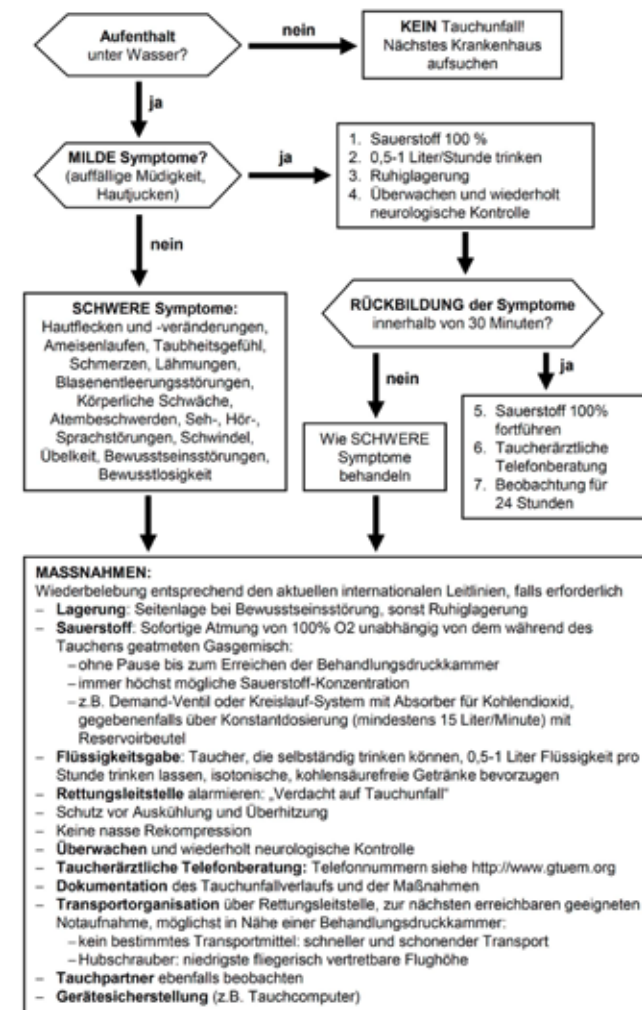 Aufenthalt
unter Wasser?
nein
KEIN Tauchunfall!
Nächstes Krankenhaus
aufsuchen
ja
MILDE Symptome?
(auffällige Müdigkeit,
Hautjucken)
ja
1. Sauerstoff 100 %
2. 0,5-1 Liter/Stunde trinken
3. Ruhiglagerung
4. Überwachen und wiederholt
neurologische Kontrolle
nein
SCHWERE Symptome:
Hautflecken und -veränderungen,
Ameisenlaufen, Taubheitsgefühl,
Schmerzen, Lähmungen,
Blasenentleerungsstörungen,
Körperliche Schwäche,
Atembeschwerden, Seh-, Hör-,
Sprachstörungen, Schwindel,
Übelkeit, Bewusstseinsstörungen,
Bewusstlosigkeit
RÜCKBILDUNG der Symptome
innerhalb von 30 Minuten?
nein
Wie SCHWERE
Symptome
behandeln
ja
5. Sauerstoff 100%
fortführen
6. Taucherärztliche
Telefonberatung
7. Beobachtung für
24 Stunden
MASSNAHMEN:
Wiederbelebung entsprechend den aktuellen internationalen Leitlinien, falls erforderlich
– Lagerung: Seitenlage bei Bewusstseinsstörung, sonst Ruhiglagerung
– Sauerstoff: Sofortige Atmung von 100% O2 unabhängig von dem während des
Tauchens geatmeten Gasgemisch:
– ohne Pause bis zum Erreichen der Behandlungsdruckkammer
– immer höchst mögliche Sauerstoff-Konzentration
– z.B. Demand-Ventil oder Kreislauf-System mit Absorber für Kohlendioxid,
gegebenenfalls über Konstantdosierung (mindestens 15 Liter/Minute) mit
Reservoirbeutel
– Flüssigkeitsgabe: Taucher, die selbständig trinken können, 0,5-1 Liter Flüssigkeit pro
Stunde trinken lassen, isotonische, kohlensäurefreie Getränke bevorzugen
– Rettungsleitstelle alarmieren: „Verdacht auf Tauchunfall“
– Schutz vor Auskühlung und Überhitzung
– Keine nasse Rekompression
– Überwachen und wiederholt neurologische Kontrolle
– Taucherärztliche Telefonberatung: Telefonnummern siehe http://www.gtuem.org
– Dokumentation des Tauchunfallverlaufs und der Maßnahmen
– Transportorganisation über Rettungsleitstelle, zur nächsten erreichbaren geeigneten
Notaufnahme, möglichst in Nähe einer Behandlungsdruckkammer:
– kein bestimmtes Transportmittel: schneller und schonender Transport
– Hubschrauber: niedrigste fliegerisch vertretbare Flughöhe
– Tauchpartner ebenfalls beobachten
– Gerätesicherstellung (z.B. Tauchcomputer)